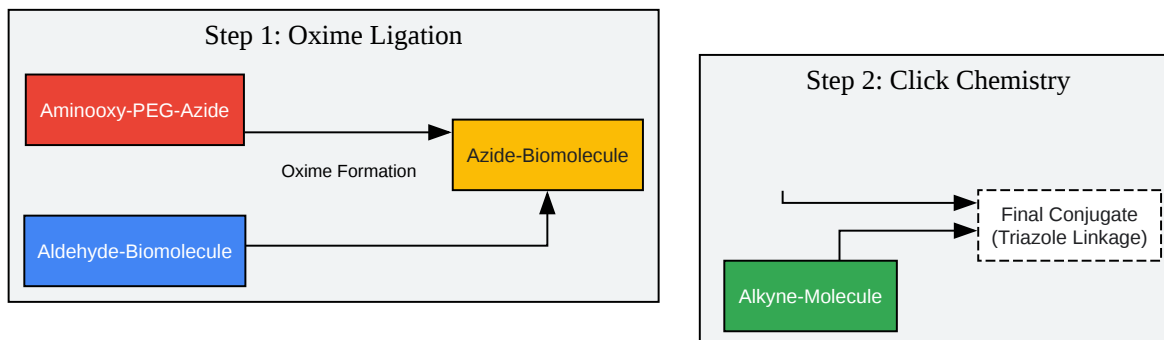 Step 1: Oxime Ligation
Aminooxy-PEG-Azide
Azide-Biomolecule
Oxime Formation
Aldehyde-Biomolecule
Step 2: Click Chemistry
Final Conjugate
(Triazole Linkage)
Alkyne-Molecule